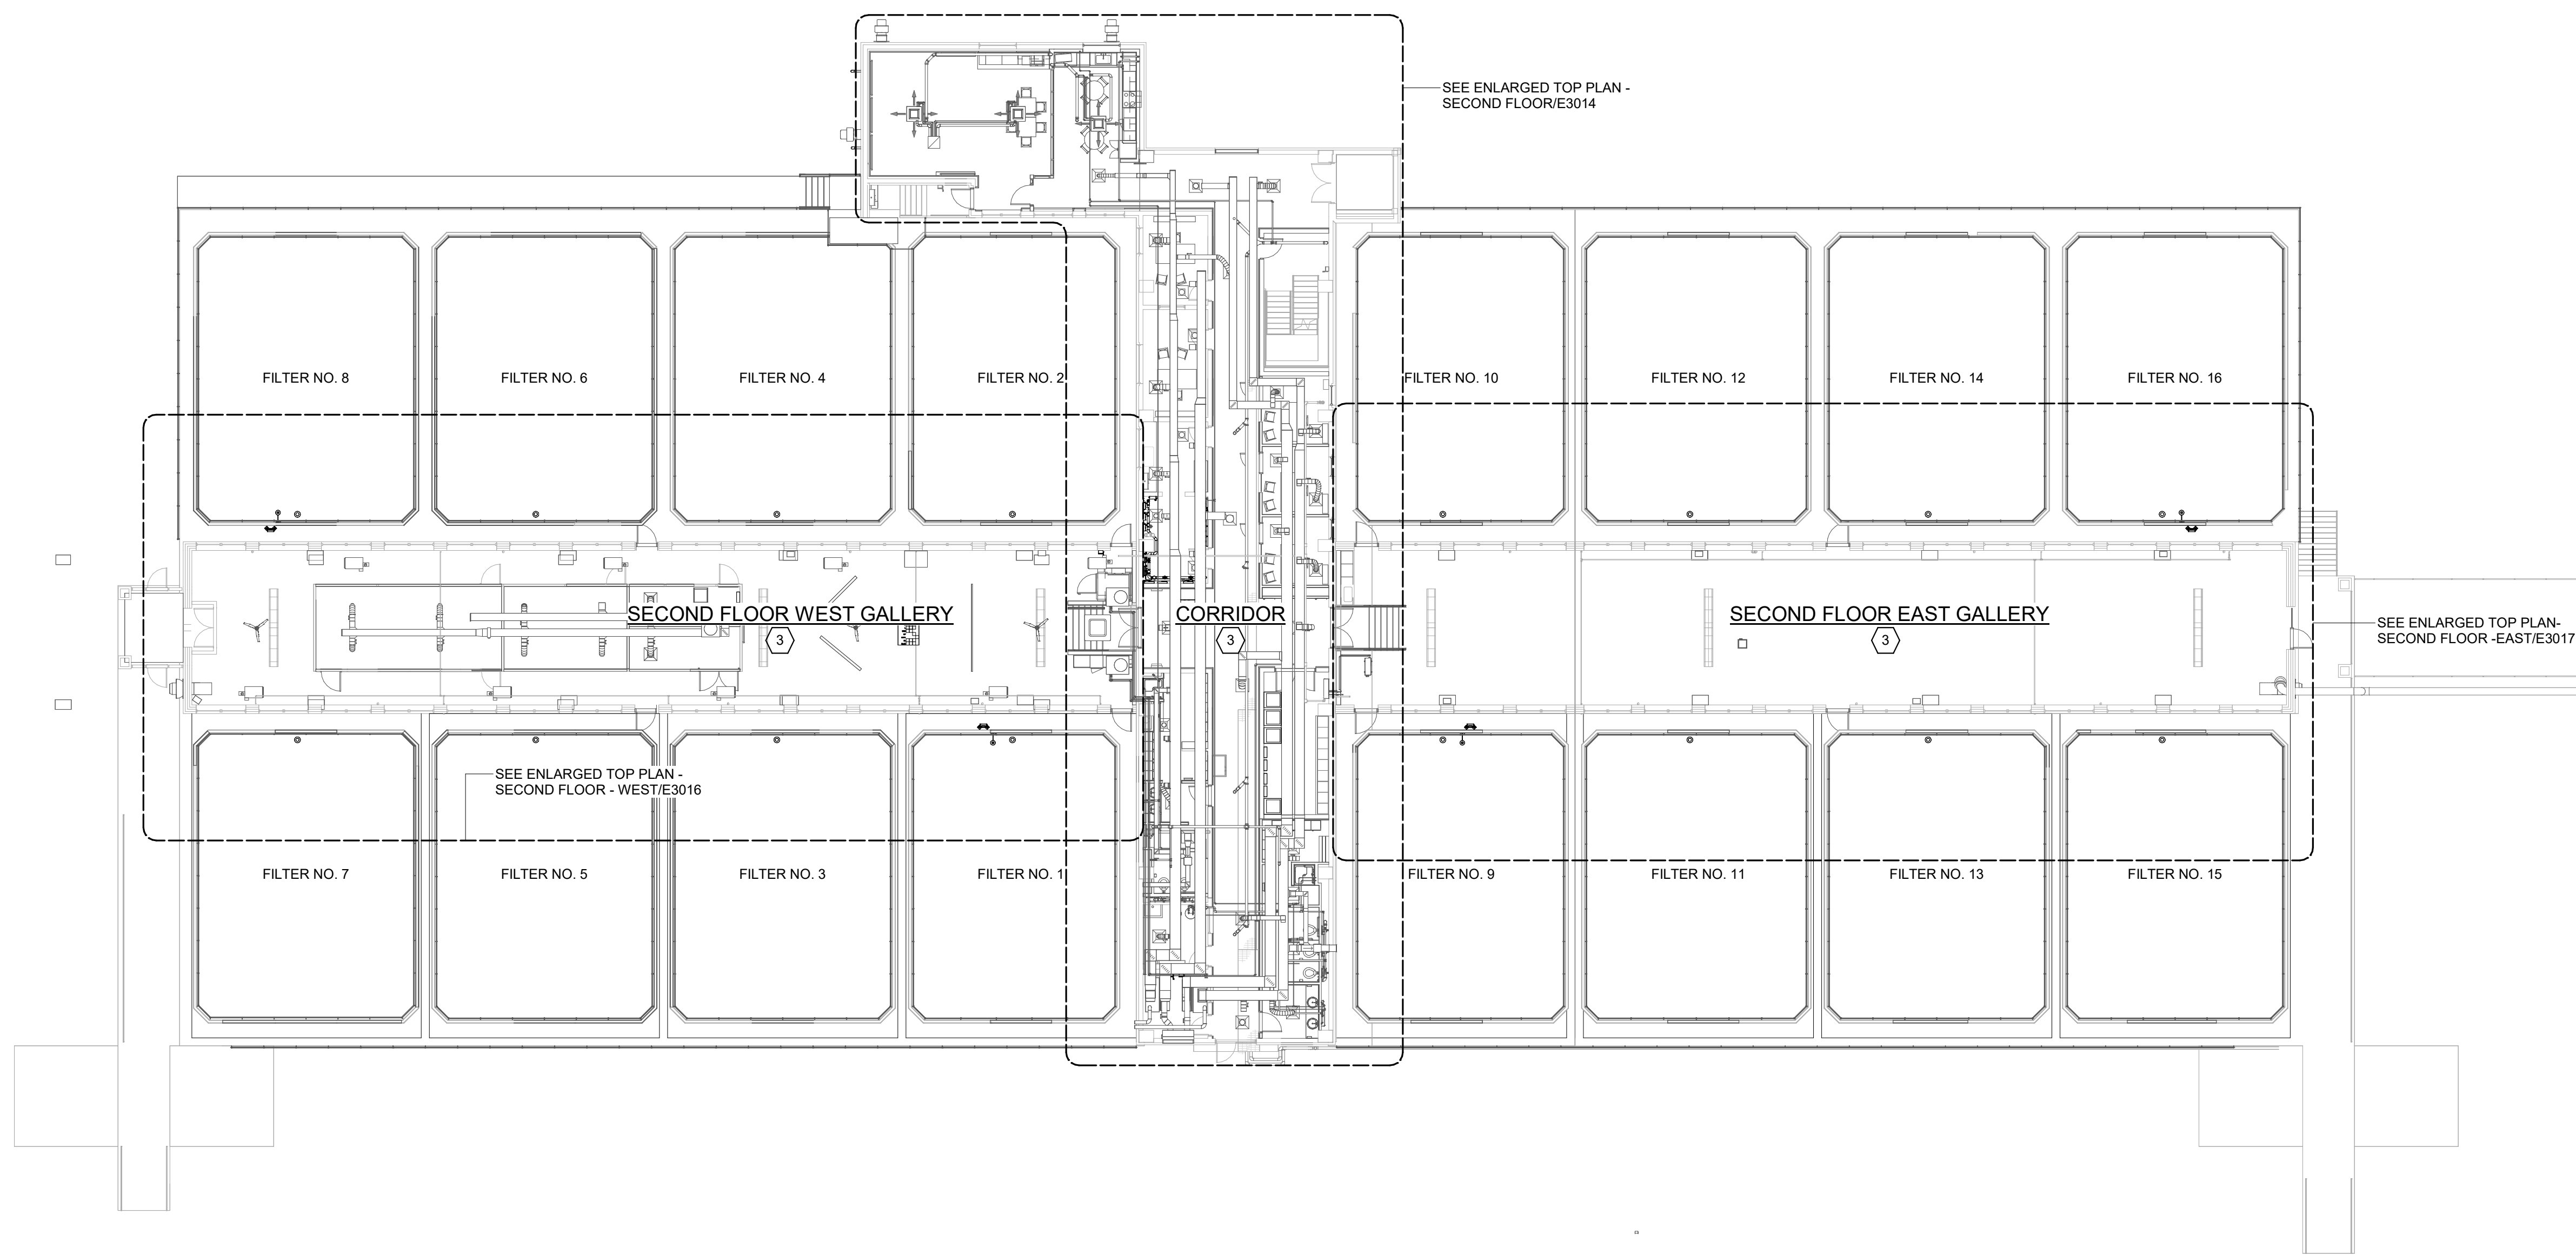 SEE ENLARGED TOP PLAN -
SECOND FLOOR/E3014
FILTER NO. 8
FILTER NO. 6
FILTER NO. 4
FILTER NO. 2
FILTER NO. 10
FILTER NO. 12
FILTER NO. 14
FILTER NO. 16
SECOND FLOOR WEST GALLERY
3
CORRIDOR
3
SECOND FLOOR EAST GALLERY
3
SEE ENLARGED TOP PLAN-
SECOND FLOOR -EAST/E3017
SEE ENLARGED TOP PLAN -
SECOND FLOOR - WEST/E3016
FILTER NO. 7
FILTER NO. 5
FILTER NO. 3
FILTER NO. 1
FILTER NO. 9
FILTER NO. 11
FILTER NO. 13
FILTER NO. 15